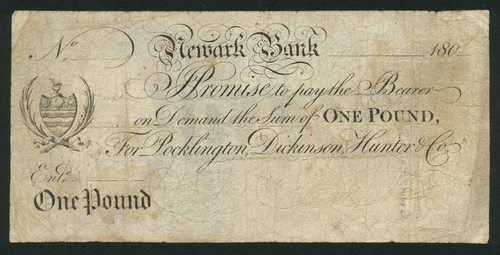 No Newark Bank 180
I Promise to pay the Bearer
on Demand the Sum of ONE POUND,
For Pocklington, Dickinson, Hunter & Co.
Entd.
One Pound